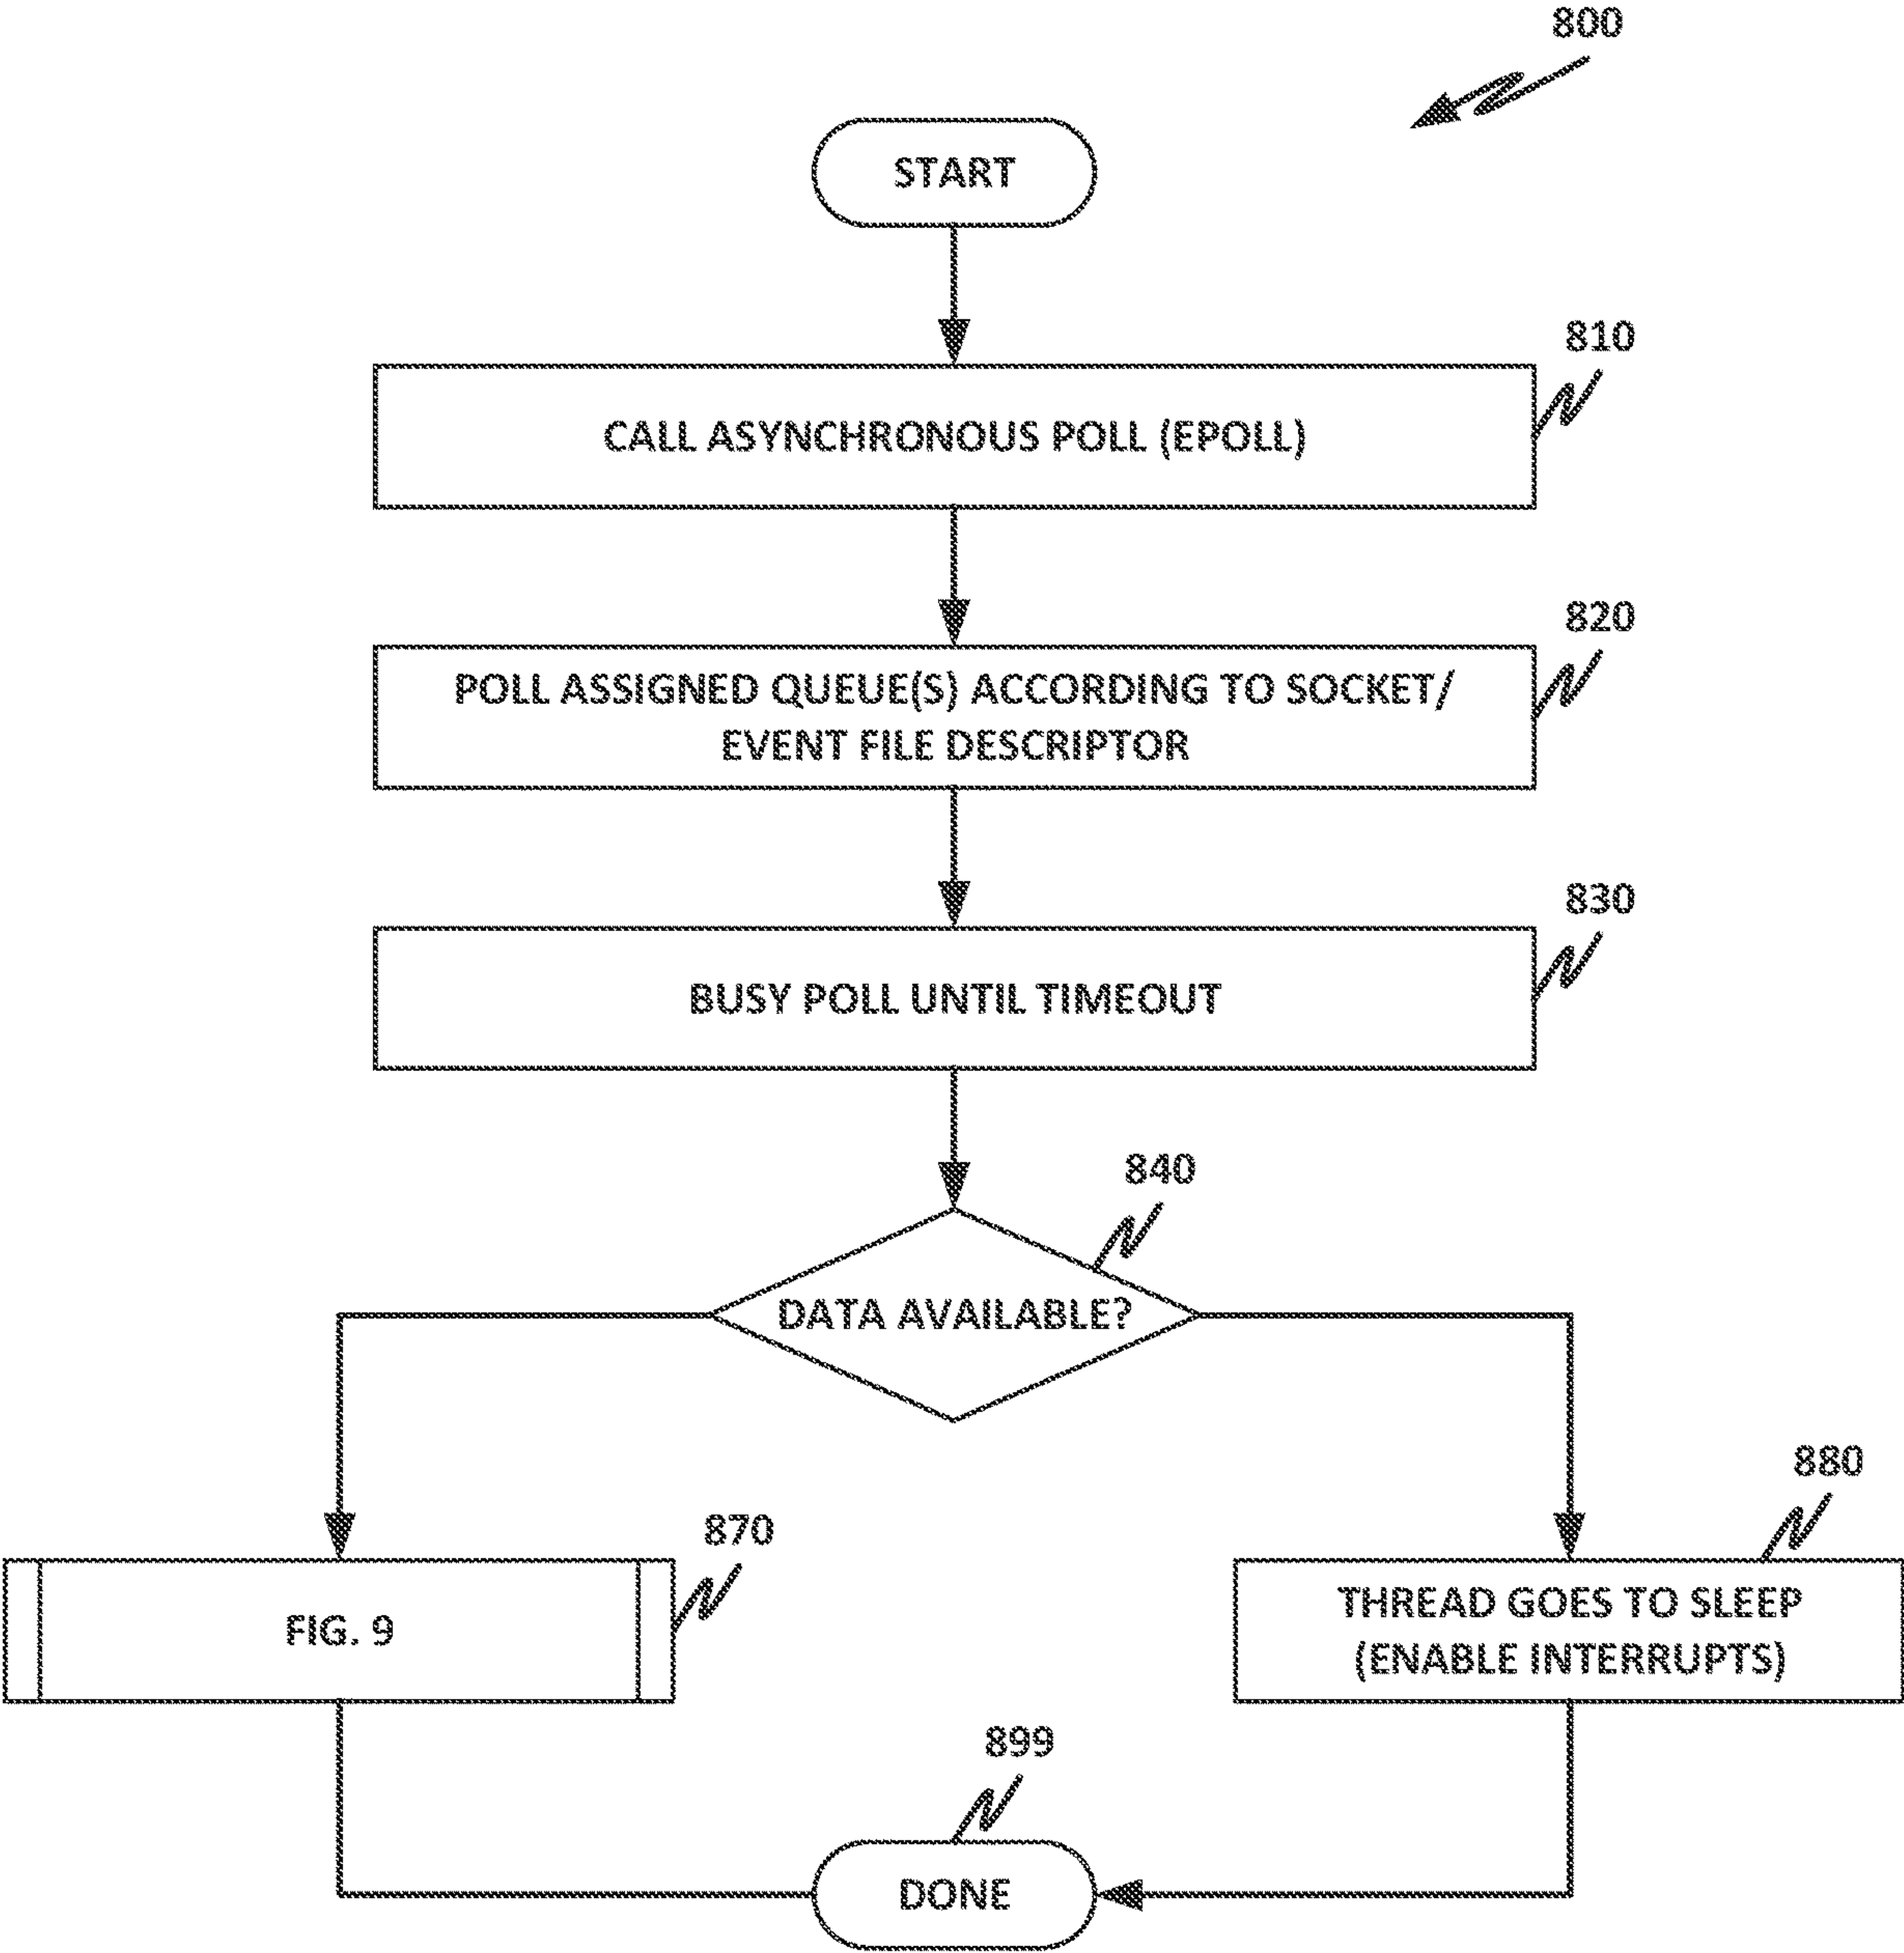 800
START
810
CALL ASYNCHRONOUS POLL (EPOLL)
820
POLL ASSIGNED QUEUE(S) ACCORDING TO SOCKET/
EVENT FILE DESCRIPTOR
830
BUSY POLL UNTIL TIMEOUT
840
DATA AVAILABLE?
870
FIG. 9
880
THREAD GOES TO SLEEP
(ENABLE INTERRUPTS)
899
DONE